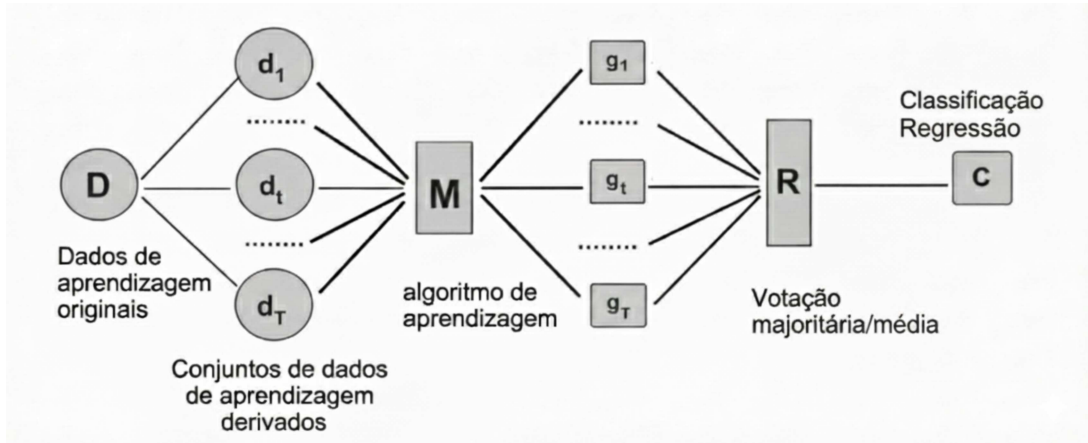 D
Dados de
aprendizagem
originais
d1
........
dt
........
dT
Conjuntos de dados
de aprendizagem
derivados
M
algoritmo de
aprendizagem
g1
........
gt
........
gT
R
Votação
majoritária/média
Classificação
Regressão
C